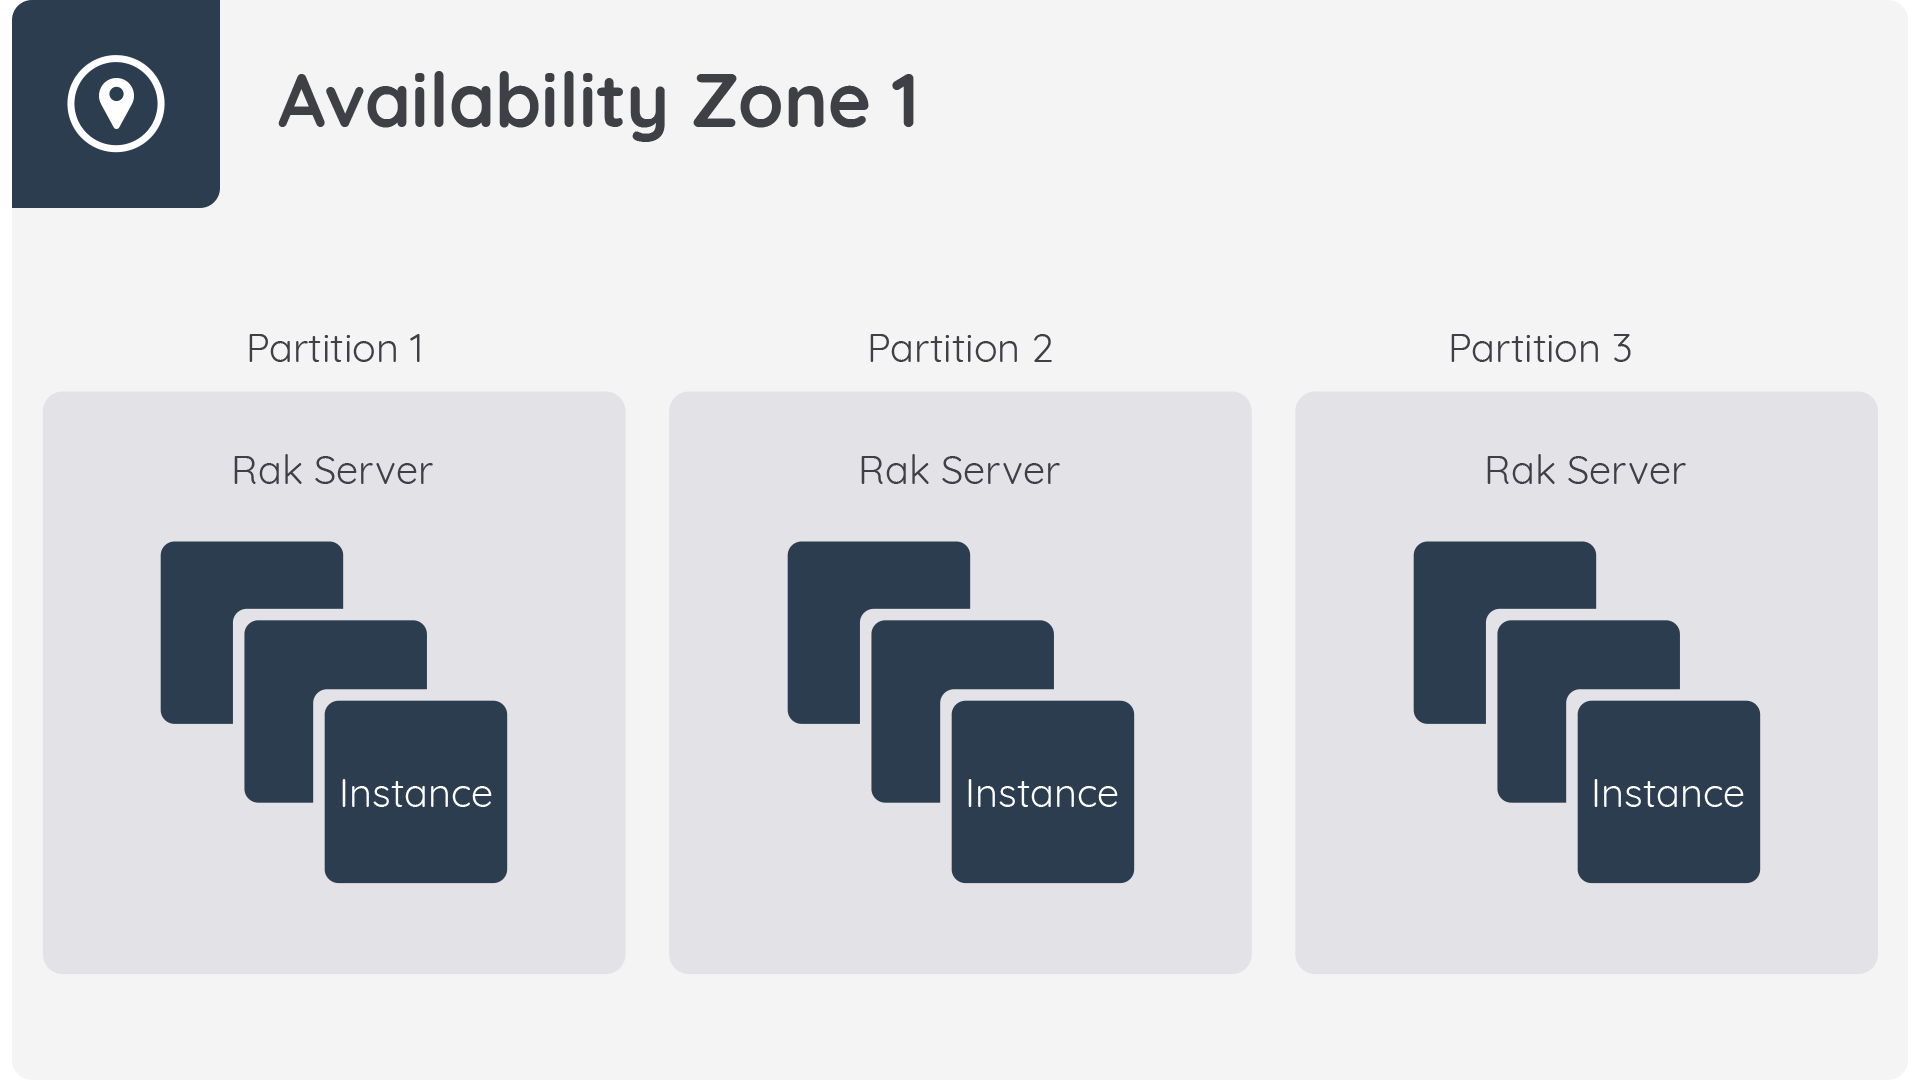 Availability Zone 1
Partition 1
Partition 2
Partition 3
Rak Server
Rak Server
Rak Server
Instance
Instance
Instance